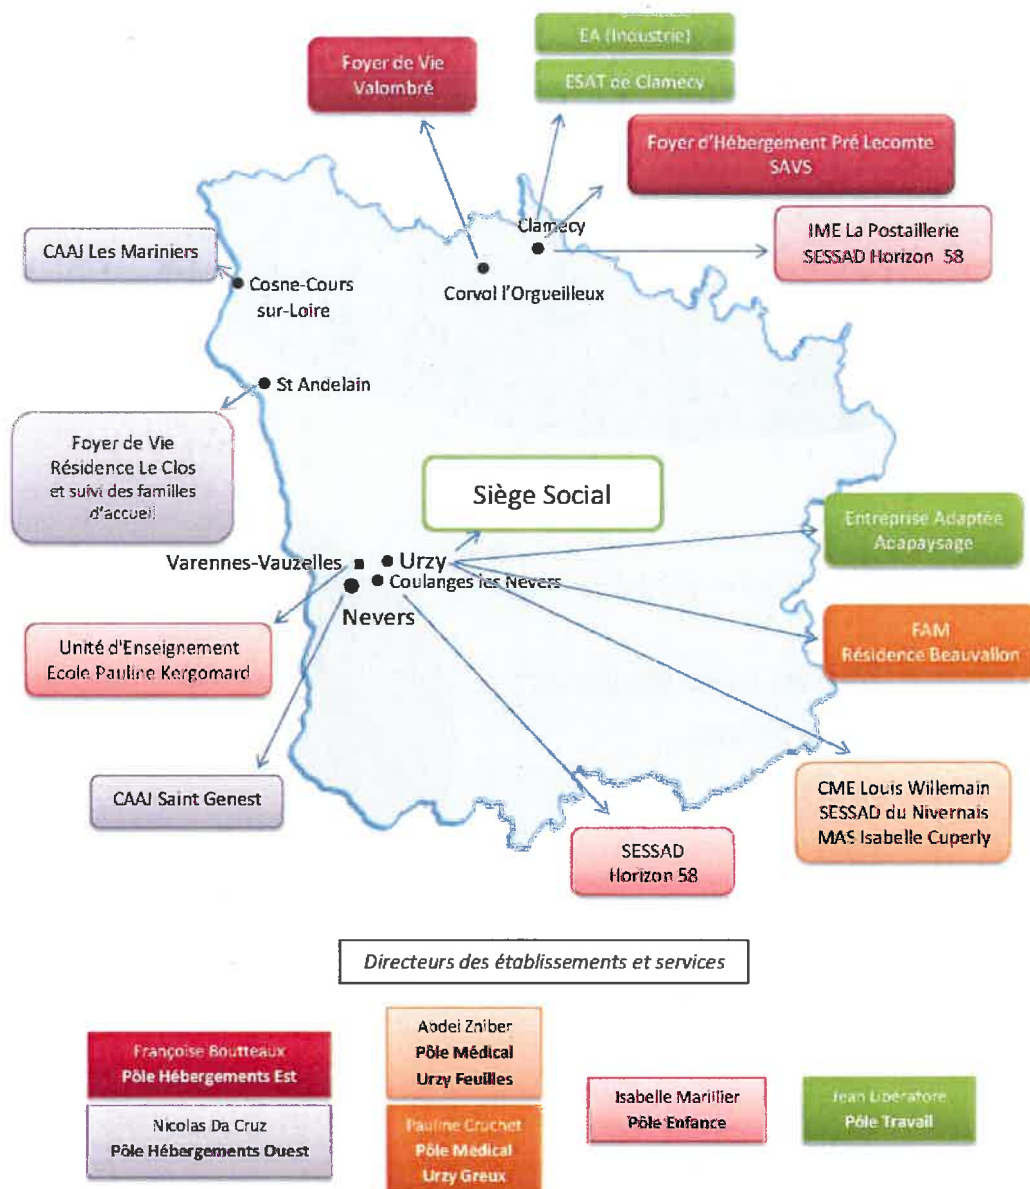 EA (Industrie)
Foyer de Vie
Valombré
ESAT de Clamecy
Foyer d'Hébergement Pré Lecomte
SAVS
Clamecy
CAAJ Les Mariniers
IME La Postaillerie
SESSAD Horizon 58
Cosne-Cours
sur-Loire
Corvol l'Orgueilleux
St Andelain
Foyer de Vie
Résidence Le Clos
et suivi des familles
d'accueil
Siège Social
Entreprise Adaptée
Adapaysage
Varennes-Vauzelles
Urzy
Coulanges les Nevers
Nevers
FAM
Résidence Beauvallon
Unité d'Enseignement
Ecole Pauline Kergomard
CAAJ Saint Genest
CME Louis Willemain
SESSAD du Nivernais
MAS Isabelle Cuperly
SESSAD
Horizon 58
Directeurs des établissements et services
Françoise Boutteaux
Pôle Hébergements Est
Abdel Zniber
Pôle Médical
Urzy Feuilles
Isabelle Marillier
Pôle Enfance
Jean Liberatore
Pôle Travail
Nicolas Da Cruz
Pôle Hébergements Ouest
Pauline Cruchet
Pôle Médical
Urzy Greux